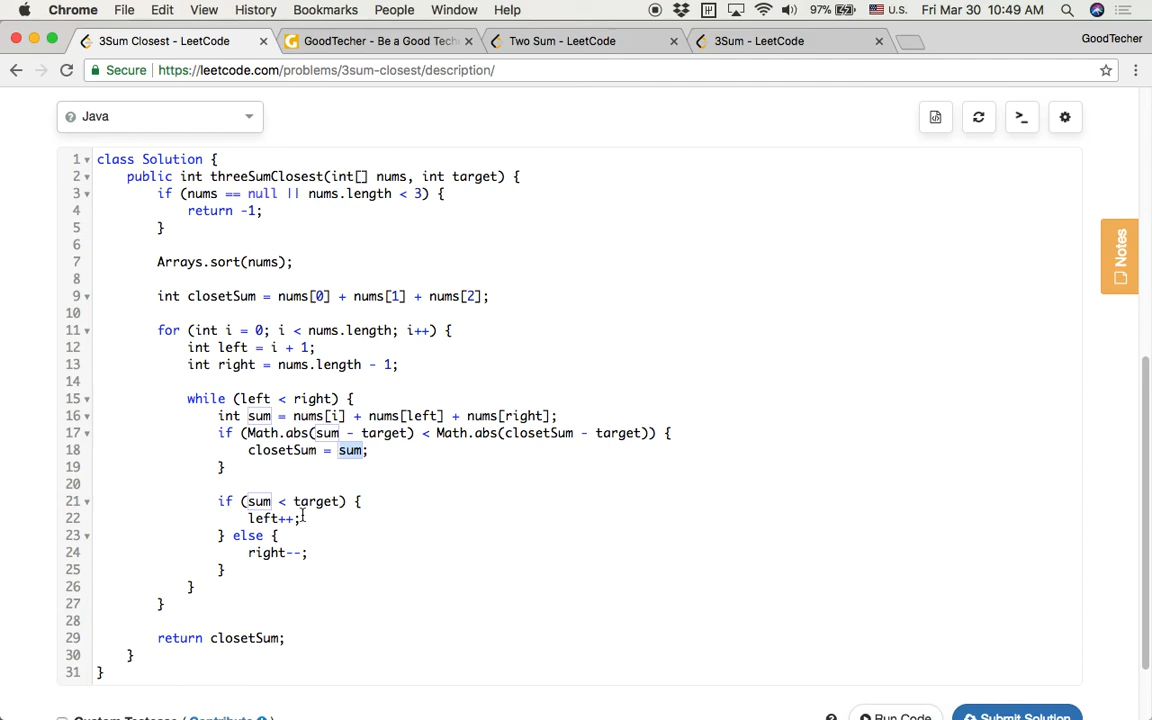 Chrome File Edit View History Bookmarks People Window Help 97% U.S. Fri Mar 30 10:49 AM
3Sum Closest - LeetCode GoodTecher - Be a Good Tech Two Sum - LeetCode 3Sum - LeetCode GoodTecher
Secure https://leetcode.com/problems/3sum-closest/description/
Java
Notes
1 class Solution {
2 public int threeSumClosest(int[] nums, int target) {
3 if (nums == null || nums.length < 3) {
4 return -1;
5 }
6
7 Arrays.sort(nums);
8
9 int closetSum = nums[0] + nums[1] + nums[2];
10
11 for (int i = 0; i < nums.length; i++) {
12 int left = i + 1;
13 int right = nums.length - 1;
14
15 while (left < right) {
16 int sum = nums[i] + nums[left] + nums[right];
17 if (Math.abs(sum - target) < Math.abs(closetSum - target)) {
18 closetSum = sum;
19 }
20
21 if (sum < target) {
22 left++;
23 } else {
24 right--;
25 }
26 }
27 }
28
29 return closetSum;
30 }
31 }
Custom Testcase ( Contribute ) Run Code Submit Solution